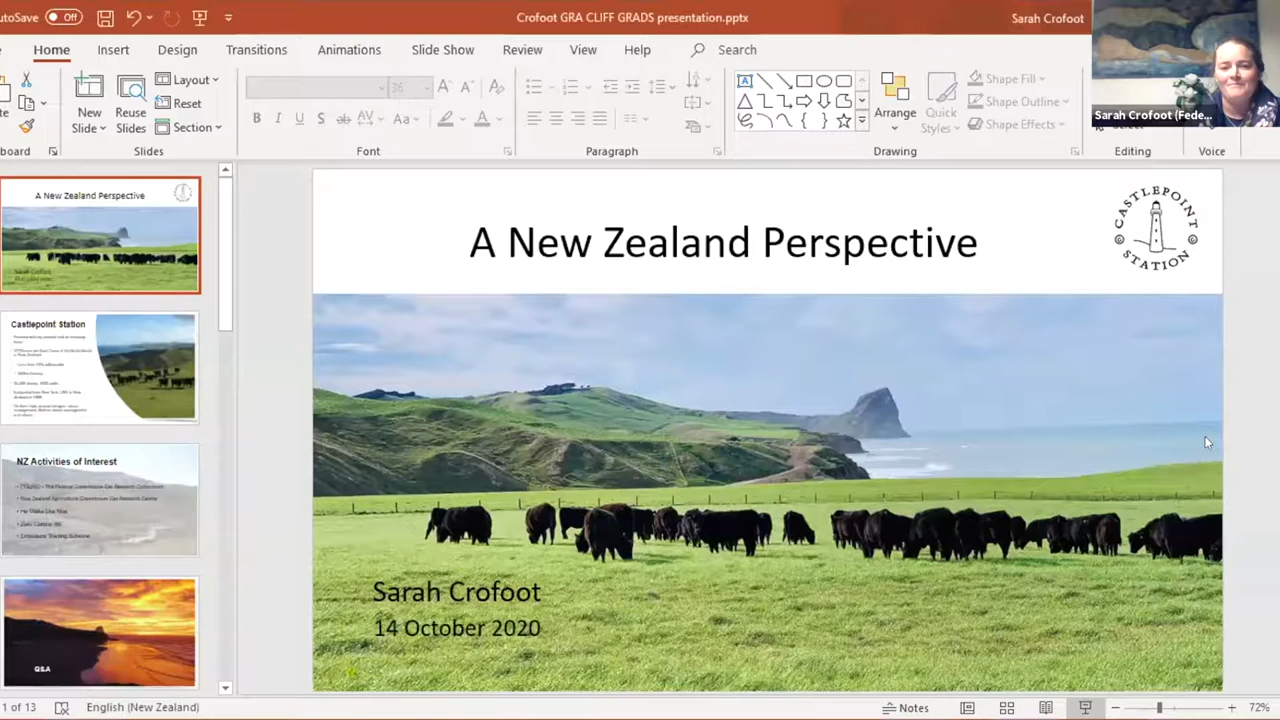 utoSave Off
Crofoot GRA CLIFF GRADS presentation.pptx
Sarah Crofoot
Home Insert Design Transitions Animations Slide Show Review View Help Search
New Slide
Reuse Slides
Layout
Reset
Section
Arrange
Quick Styles
Shape Fill
Shape Outline
Shape Effects
Sarah Crofoot (Fede...
board
Slides
Font
Paragraph
Drawing
Editing
Voice
A New Zealand Perspective
Castlepoint Station
NZ Activities of Interest
Q&A
A New Zealand Perspective
CASTLEPOINT STATION
Sarah Crofoot
14 October 2020
1 of 13
English (New Zealand)
Notes
72%